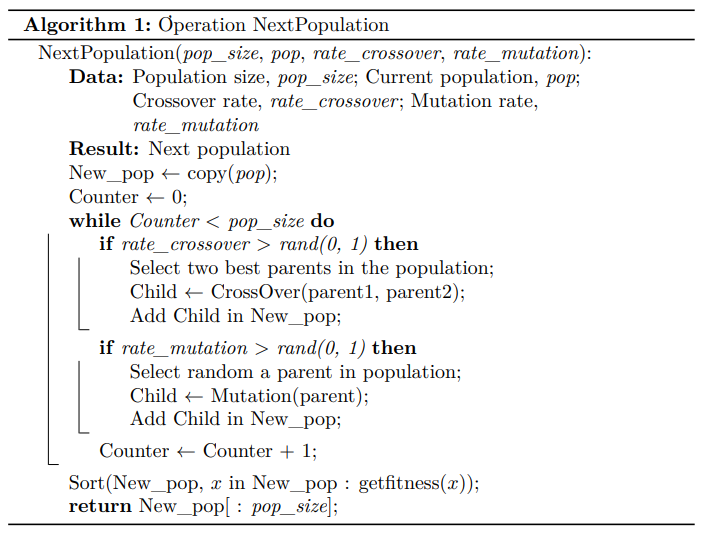 Algorithm 1: Operation NextPopulation
NextPopulation(pop_size, pop, rate_crossover, rate_mutation):
Data: Population size, pop_size; Current population, pop;
Crossover rate, rate_crossover; Mutation rate,
rate_mutation
Result: Next population
New_pop ← copy(pop);
Counter ← 0;
while Counter < pop_size do
if rate_crossover > rand(0, 1) then
Select two best parents in the population;
Child ← CrossOver(parent1, parent2);
Add Child in New_pop;
if rate_mutation > rand(0, 1) then
Select random a parent in population;
Child ← Mutation(parent);
Add Child in New_pop;
Counter ← Counter + 1;
Sort(New_pop, x in New_pop : getfitness(x));
return New_pop[ : pop_size];